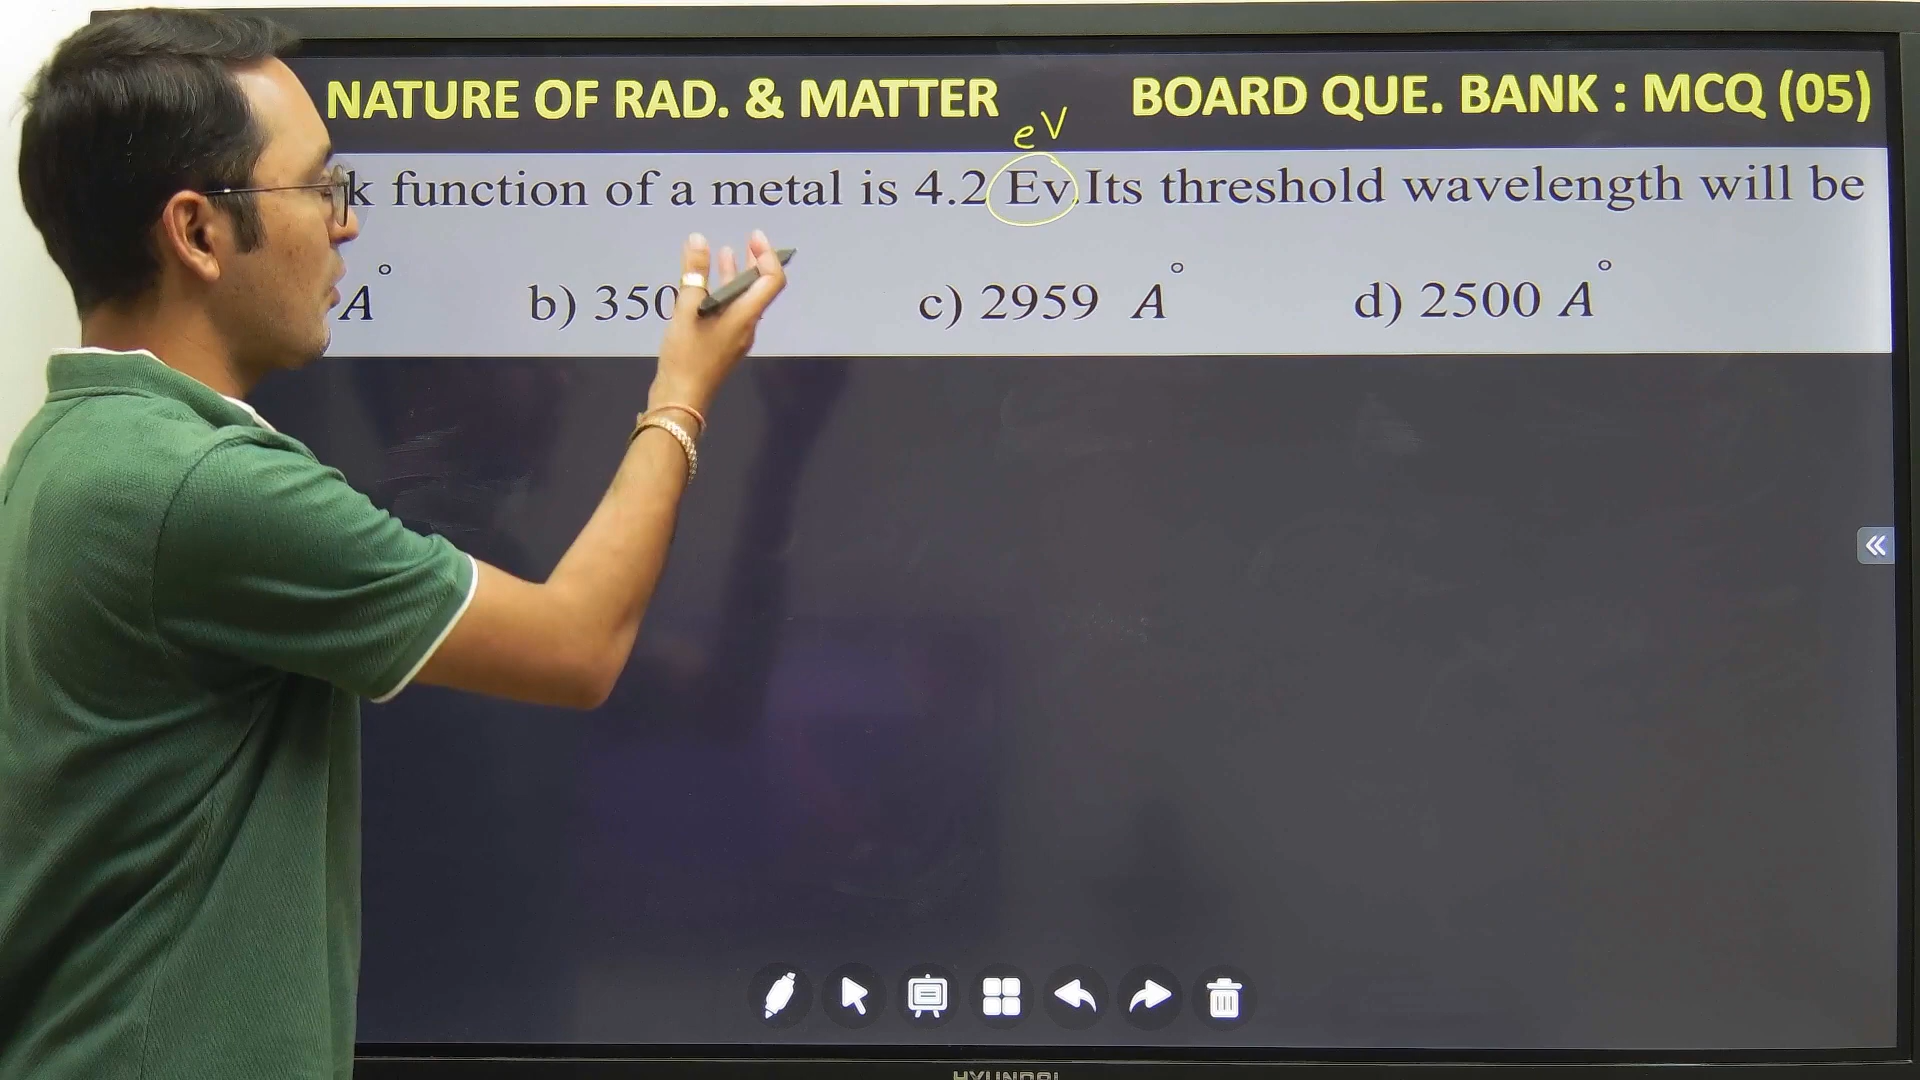 NATURE OF RAD. & MATTER BOARD QUE. BANK : MCQ (05)
eV
function of a metal is 4.2 Ev.Its threshold wavelength will be
A° b) 350 c) 2959 A° d) 2500 A°
HYUNDAI